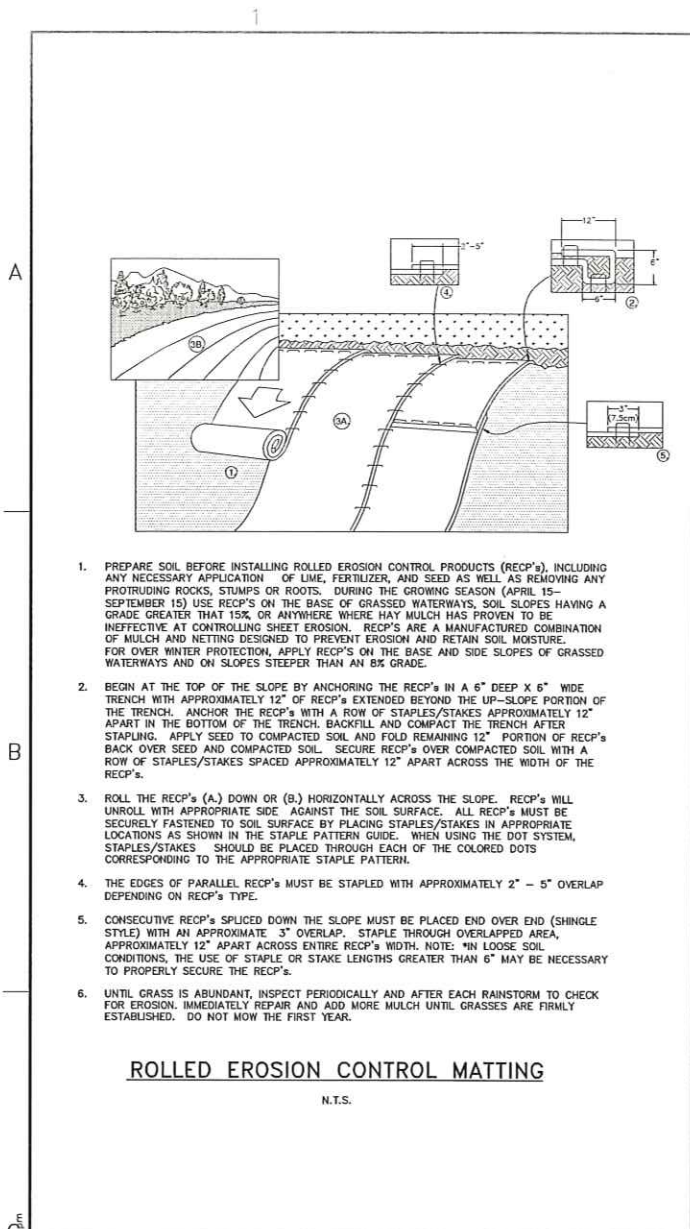 1
A
B
12"
2"-5"
6"
6"
4.
2.
3B.
3"
(7.5cm)
3A.
1.
5.
1. PREPARE SOIL BEFORE INSTALLING ROLLED EROSION CONTROL PRODUCTS (RECP's), INCLUDING
ANY NECESSARY APPLICATION OF LIME, FERTILIZER, AND SEED AS WELL AS REMOVING ANY
PROTRUDING ROCKS, STUMPS OR ROOTS. DURING THE GROWING SEASON (APRIL 15-
SEPTEMBER 15) USE RECP'S ON THE BASE OF GRASSED WATERWAYS, SOIL SLOPES HAVING A
GRADE GREATER THAT 15%, OR ANYWHERE WHERE HAY MULCH HAS PROVEN TO BE
INEFFECTIVE AT CONTROLLING SHEET EROSION. RECP'S ARE A MANUFACTURED COMBINATION
OF MULCH AND NETTING DESIGNED TO PREVENT EROSION AND RETAIN SOIL MOISTURE.
FOR OVER WINTER PROTECTION, APPLY RECP'S ON THE BASE AND SIDE SLOPES OF GRASSED
WATERWAYS AND ON SLOPES STEEPER THAN AN 8% GRADE.
2. BEGIN AT THE TOP OF THE SLOPE BY ANCHORING THE RECP's IN A 6" DEEP X 6" WIDE
TRENCH WITH APPROXIMATELY 12" OF RECP's EXTENDED BEYOND THE UP-SLOPE PORTION OF
THE TRENCH. ANCHOR THE RECP's WITH A ROW OF STAPLES/STAKES APPROXIMATELY 12"
APART IN THE BOTTOM OF THE TRENCH. BACKFILL AND COMPACT THE TRENCH AFTER
STAPLING. APPLY SEED TO COMPACTED SOIL AND FOLD REMAINING 12" PORTION OF RECP's
BACK OVER SEED AND COMPACTED SOIL. SECURE RECP's OVER COMPACTED SOIL WITH A
ROW OF STAPLES/STAKES SPACED APPROXIMATELY 12" APART ACROSS THE WIDTH OF THE
RECP's.
3. ROLL THE RECP's (A.) DOWN OR (B.) HORIZONTALLY ACROSS THE SLOPE. RECP's WILL
UNROLL WITH APPROPRIATE SIDE AGAINST THE SOIL SURFACE. ALL RECP's MUST BE
SECURELY FASTENED TO SOIL SURFACE BY PLACING STAPLES/STAKES IN APPROPRIATE
LOCATIONS AS SHOWN IN THE STAPLE PATTERN GUIDE. WHEN USING THE DOT SYSTEM,
STAPLES/STAKES SHOULD BE PLACED THROUGH EACH OF THE COLORED DOTS
CORRESPONDING TO THE APPROPRIATE STAPLE PATTERN.
4. THE EDGES OF PARALLEL RECP's MUST BE STAPLED WITH APPROXIMATELY 2" - 5" OVERLAP
DEPENDING ON RECP's TYPE.
5. CONSECUTIVE RECP's SPLICED DOWN THE SLOPE MUST BE PLACED END OVER END (SHINGLE
STYLE) WITH AN APPROXIMATE 3" OVERLAP. STAPLE THROUGH OVERLAPPED AREA,
APPROXIMATELY 12" APART ACROSS ENTIRE RECP's WIDTH. NOTE: *IN LOOSE SOIL
CONDITIONS, THE USE OF STAPLE OR STAKE LENGTHS GREATER THAN 6" MAY BE NECESSARY
TO PROPERLY SECURE THE RECP's.
6. UNTIL GRASS IS ABUNDANT, INSPECT PERIODICALLY AND AFTER EACH RAINSTORM TO CHECK
FOR EROSION. IMMEDIATELY REPAIR AND ADD MORE MULCH UNTIL GRASSES ARE FIRMLY
ESTABLISHED. DO NOT MOW THE FIRST YEAR.
ROLLED EROSION CONTROL MATTING
N.T.S.